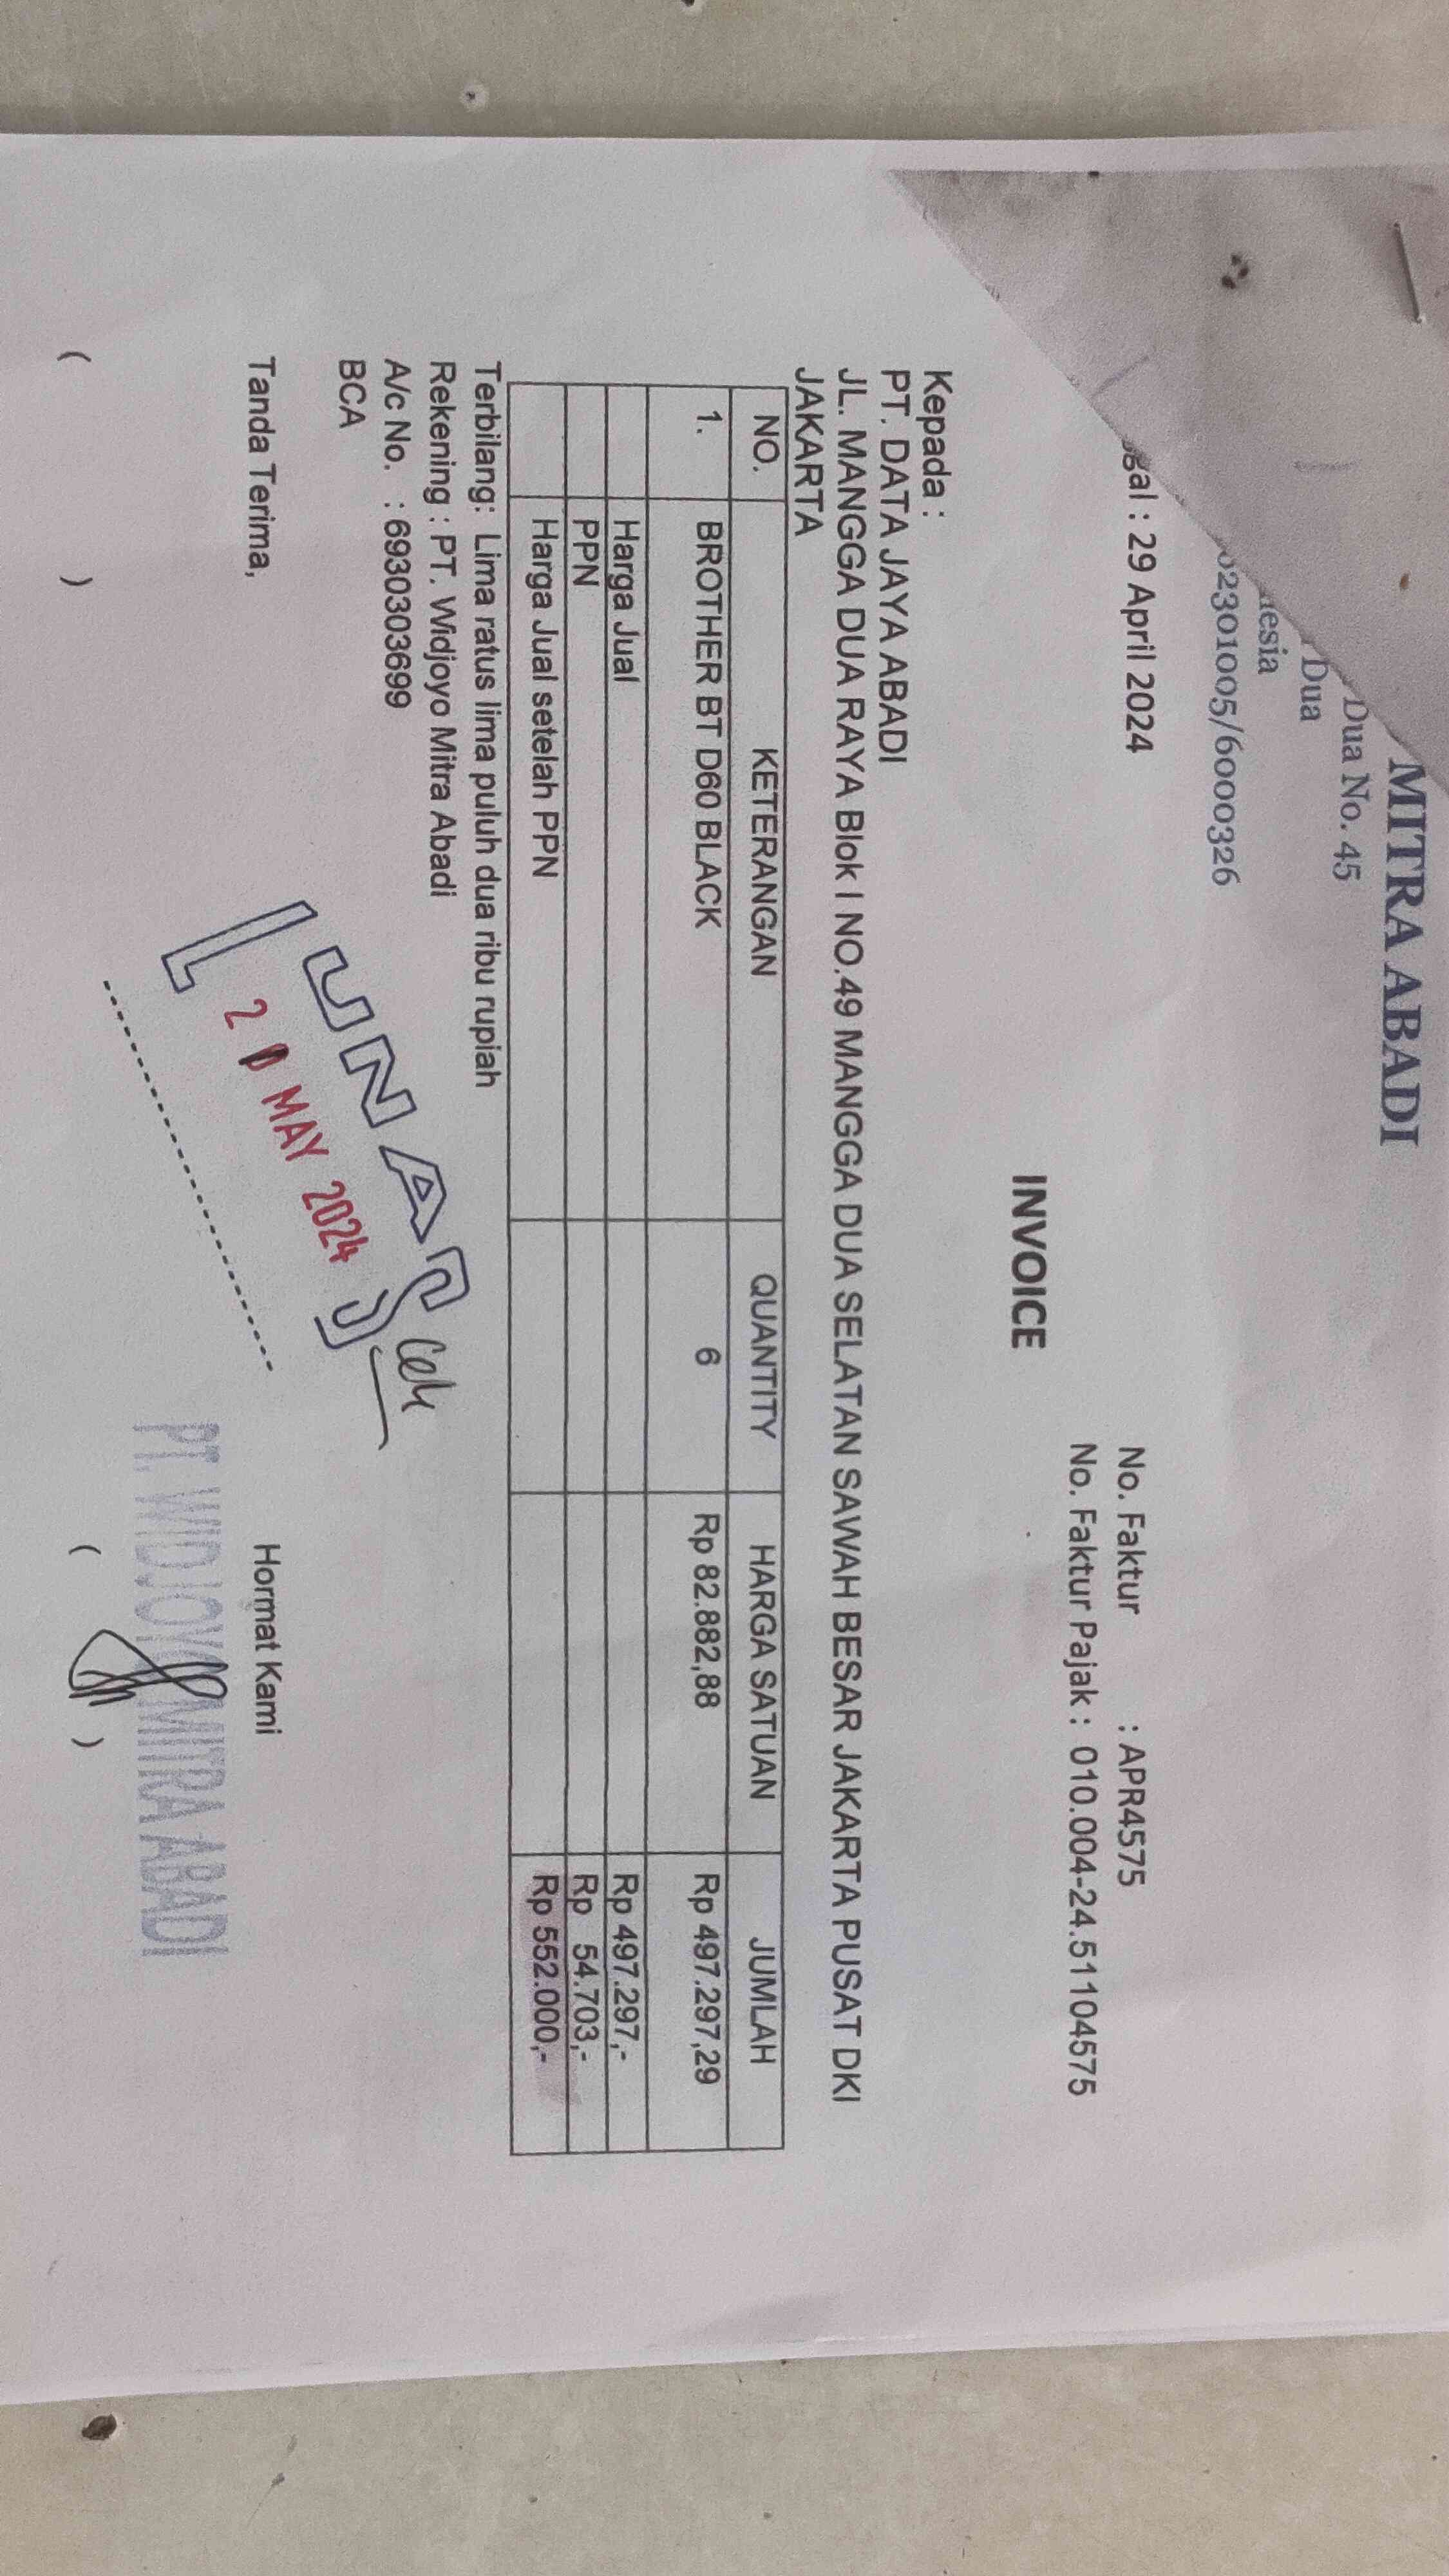 MITRA ABADI
Dua No. 45
Dua
nesia
02301005/6000326
gal : 29 April 2024
No. Faktur : APR4575
No. Faktur Pajak : 010.004-24.51104575
INVOICE
Kepada :
PT. DATA JAYA ABADI
JL. MANGGA DUA RAYA Blok I NO.49 MANGGA DUA SELATAN SAWAH BESAR JAKARTA PUSAT DKI
JAKARTA
NO. KETERANGAN QUANTITY HARGA SATUAN JUMLAH
1. BROTHER BT D60 BLACK 6 Rp 82.882,88 Rp 497.297,29
Harga Jual Rp 497.297,-
PPN Rp 54.703,-
Harga Jual setelah PPN Rp 552.000,-
Terbilang: Lima ratus lima puluh dua ribu rupiah
Rekening : PT. Widjoyo Mitra Abadi
A/c No. : 6930303699
BCA
LUNAS
MAY 2024
Tanda Terima,
Hormat Kami
PT. WIDJOYO MITRA ABADI
( )
( )